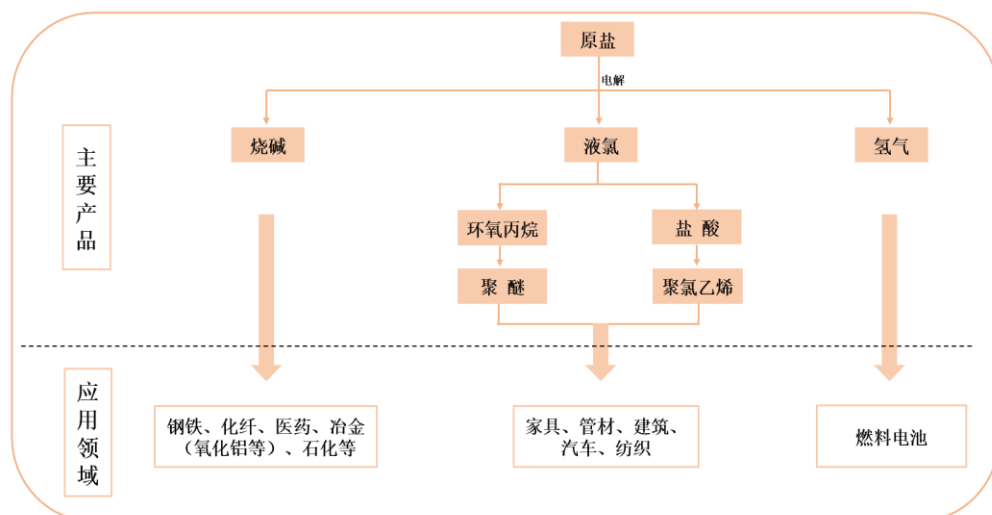 原盐
电解
烧碱
液氯
氢气
主要产品
环氧丙烷
盐 酸
聚 醚
聚氯乙烯
应用领域
钢铁、化纤、医药、冶金
（氧化铝等）、石化等
家具、管材、建筑、
汽车、纺织
燃料电池